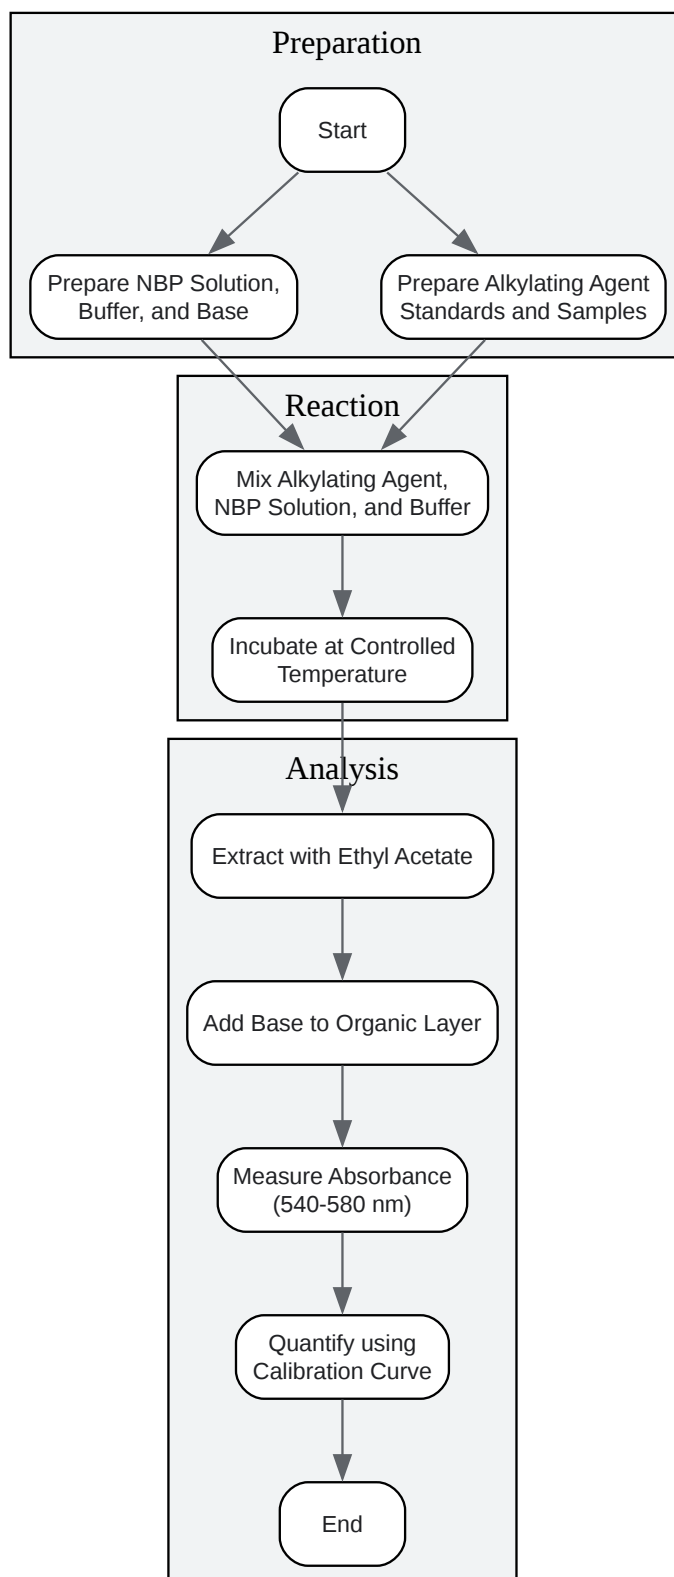 Preparation
Start
Prepare NBP Solution,
Buffer, and Base
Prepare Alkylating Agent
Standards and Samples
Reaction
Mix Alkylating Agent,
NBP Solution, and Buffer
Incubate at Controlled
Temperature
Analysis
Extract with Ethyl Acetate
Add Base to Organic Layer
Measure Absorbance
(540-580 nm)
Quantify using
Calibration Curve
End